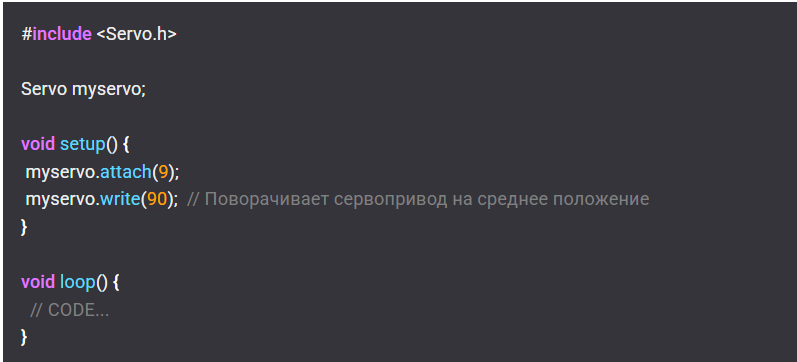 #include <Servo.h>
Servo myservo;
void setup() {
myservo.attach(9);
myservo.write(90); // Поворачивает сервопривод на среднее положение
}
void loop() {
// CODE...
}